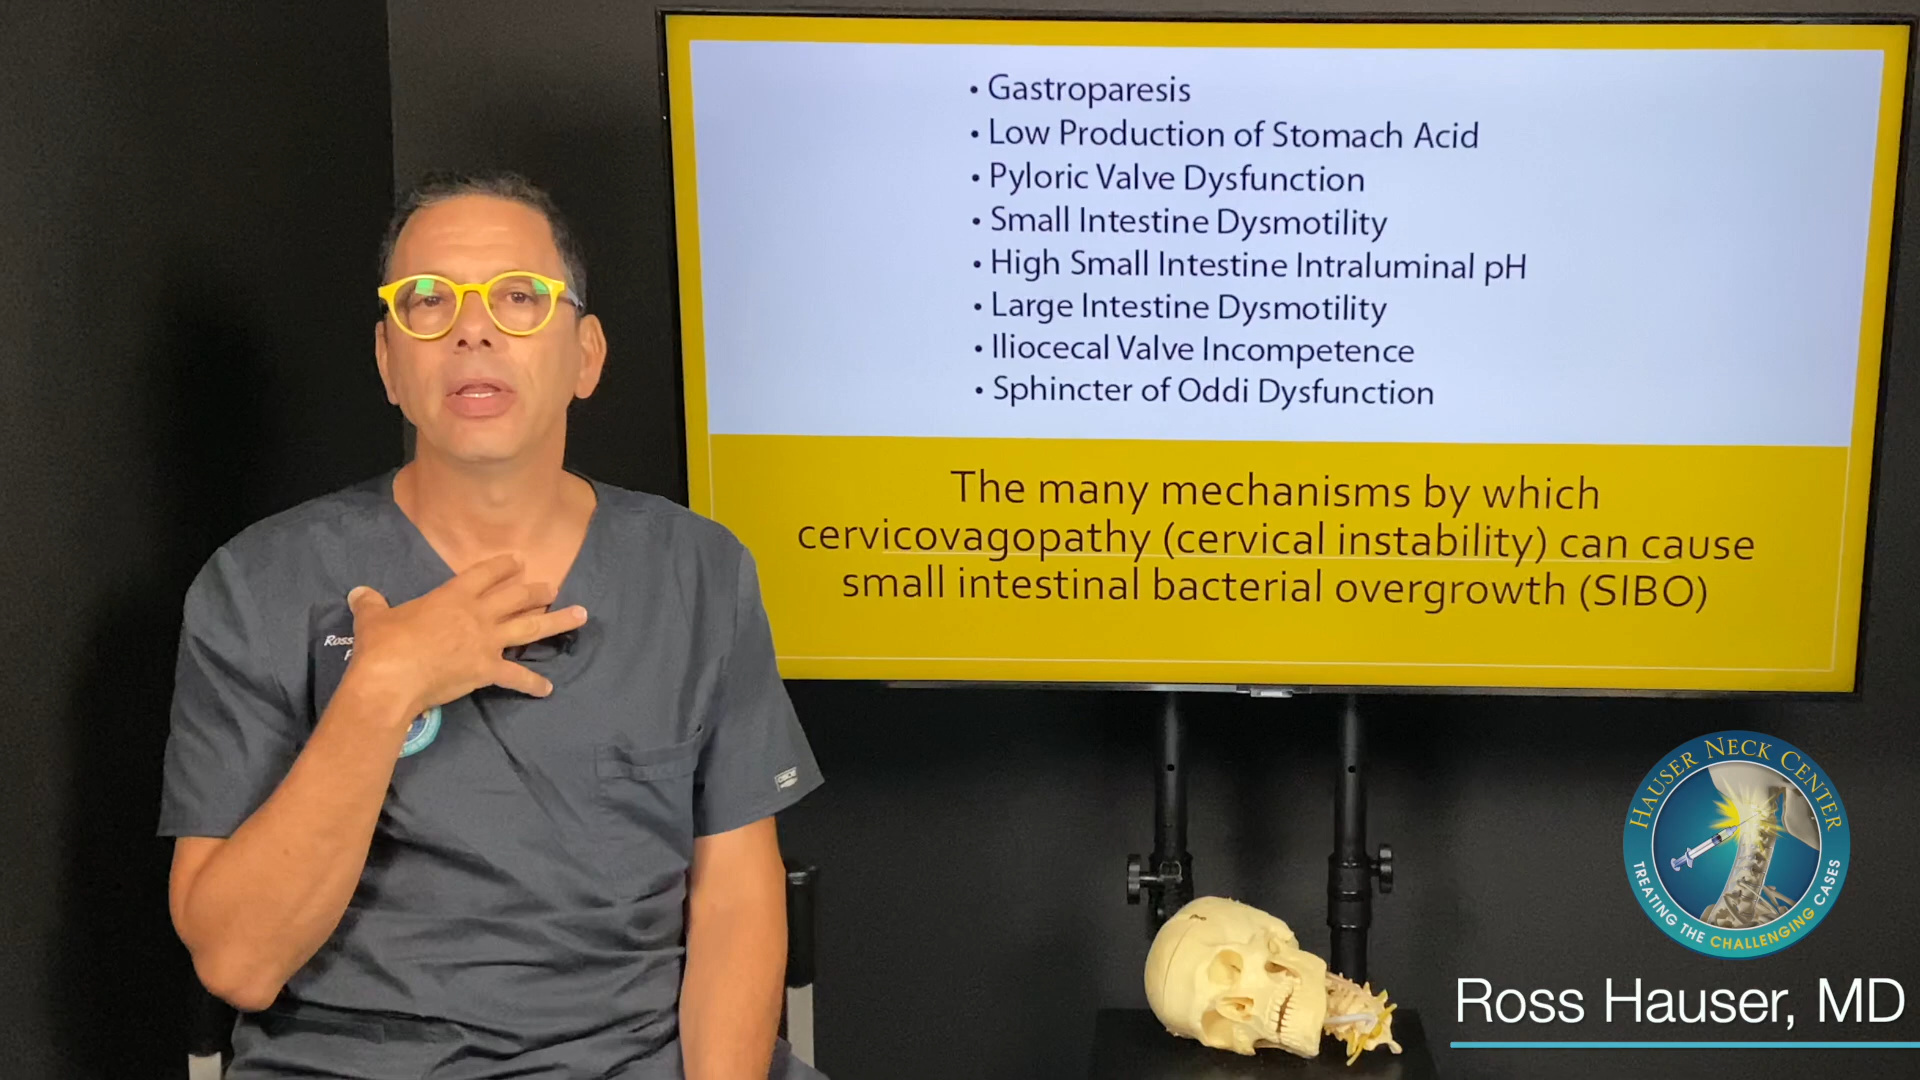 • Gastroparesis
• Low Production of Stomach Acid
• Pyloric Valve Dysfunction
• Small Intestine Dysmotility
• High Small Intestine Intraluminal pH
• Large Intestine Dysmotility
• Iliocecal Valve Incompetence
• Sphincter of Oddi Dysfunction
The many mechanisms by which
cervicovagopathy (cervical instability) can cause
small intestinal bacterial overgrowth (SIBO)
Ross
HAUSER NECK CENTER
TREATING THE CHALLENGING CASES
Ross Hauser, MD